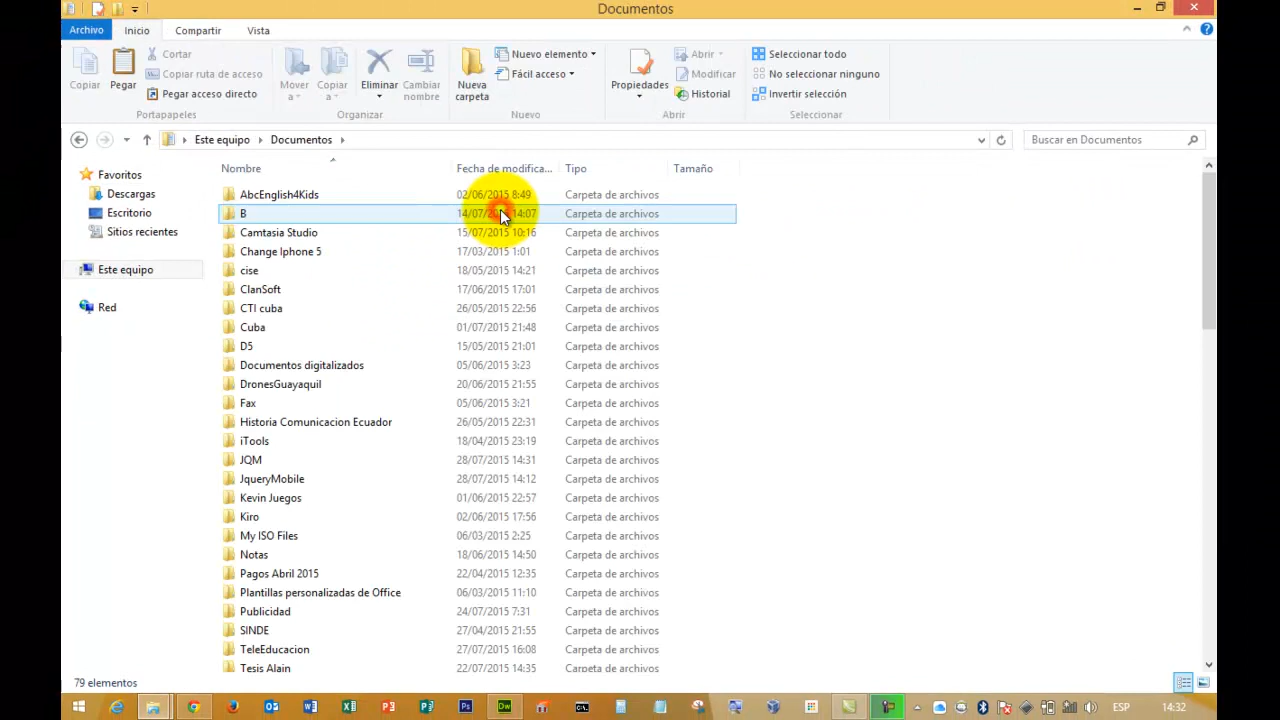 Documentos
Archivo Inicio Compartir Vista
Copiar
Pegar
Cortar
Copiar ruta de acceso
Pegar acceso directo
Portapapeles
Mover a
Copiar a
Eliminar
Cambiar nombre
Organizar
Nueva carpeta
Nuevo elemento
Fácil acceso
Nuevo
Propiedades
Abrir
Modificar
Historial
Abrir
Seleccionar todo
No seleccionar ninguno
Invertir selección
Seleccionar
Este equipo Documentos
Buscar en Documentos
Favoritos
Descargas
Escritorio
Sitios recientes
Este equipo
Red
Nombre Fecha de modifica... Tipo Tamaño
AbcEnglish4Kids 02/06/2015 8:49 Carpeta de archivos
B 14/07/ 14:07 Carpeta de archivos
Camtasia Studio 15/07/2015 10:16 Carpeta de archivos
Change Iphone 5 17/03/2015 1:01 Carpeta de archivos
cise 18/05/2015 14:21 Carpeta de archivos
ClanSoft 17/06/2015 17:01 Carpeta de archivos
CTI cuba 26/05/2015 22:56 Carpeta de archivos
Cuba 01/07/2015 21:48 Carpeta de archivos
D5 15/05/2015 21:01 Carpeta de archivos
Documentos digitalizados 05/06/2015 3:23 Carpeta de archivos
DronesGuayaquil 20/06/2015 21:55 Carpeta de archivos
Fax 05/06/2015 3:21 Carpeta de archivos
Historia Comunicacion Ecuador 26/05/2015 22:31 Carpeta de archivos
iTools 18/04/2015 23:19 Carpeta de archivos
JQM 28/07/2015 14:31 Carpeta de archivos
JqueryMobile 28/07/2015 14:12 Carpeta de archivos
Kevin Juegos 01/06/2015 22:57 Carpeta de archivos
Kiro 02/06/2015 17:56 Carpeta de archivos
My ISO Files 06/03/2015 2:25 Carpeta de archivos
Notas 18/06/2015 14:50 Carpeta de archivos
Pagos Abril 2015 22/04/2015 12:35 Carpeta de archivos
Plantillas personalizadas de Office 06/03/2015 11:10 Carpeta de archivos
Publicidad 24/07/2015 7:31 Carpeta de archivos
SINDE 27/04/2015 21:55 Carpeta de archivos
TeleEducacion 27/07/2015 16:08 Carpeta de archivos
Tesis Alain 22/07/2015 14:35 Carpeta de archivos
79 elementos
ESP 14:32